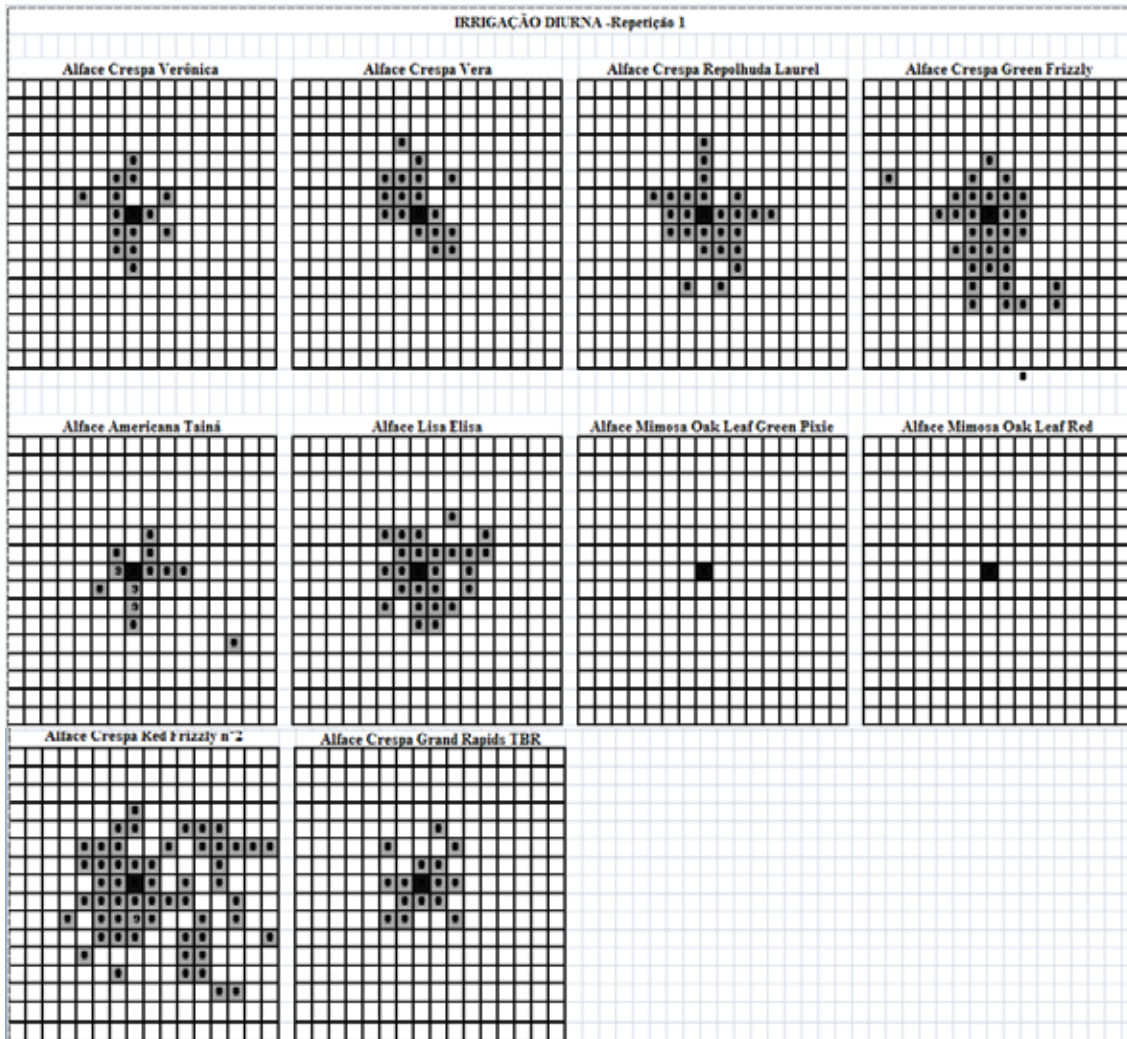 IRRIGAÇÃO DIURNA -Repetição 1
Alface Crespa Verônica
Alface Crespa Vera
Alface Crespa Repolhuda Laurel
Alface Crespa Green Frizzly
Alface Americana Tainá
Alface Lisa Elisa
Alface Mimosa Oak Leaf Green Pixie
Alface Mimosa Oak Leaf Red
Alface Crespa Red Frizzly nº2
Alface Crespa Grand Rapids TBR